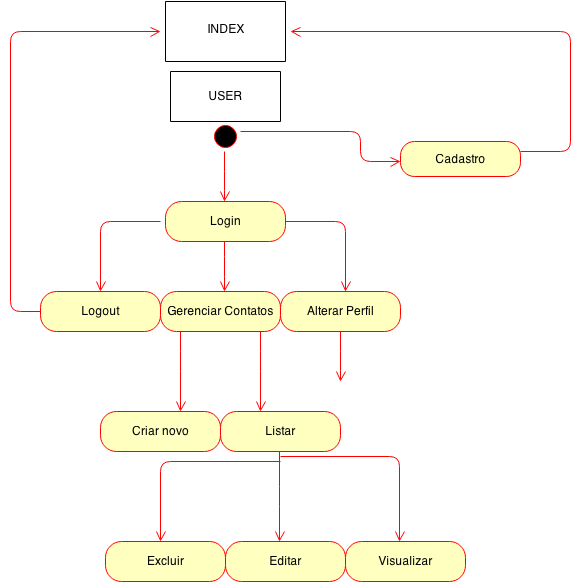 INDEX
USER
Cadastro
Login
Logout
Gerenciar Contatos
Alterar Perfil
Criar novo
Listar
Excluir
Editar
Visualizar